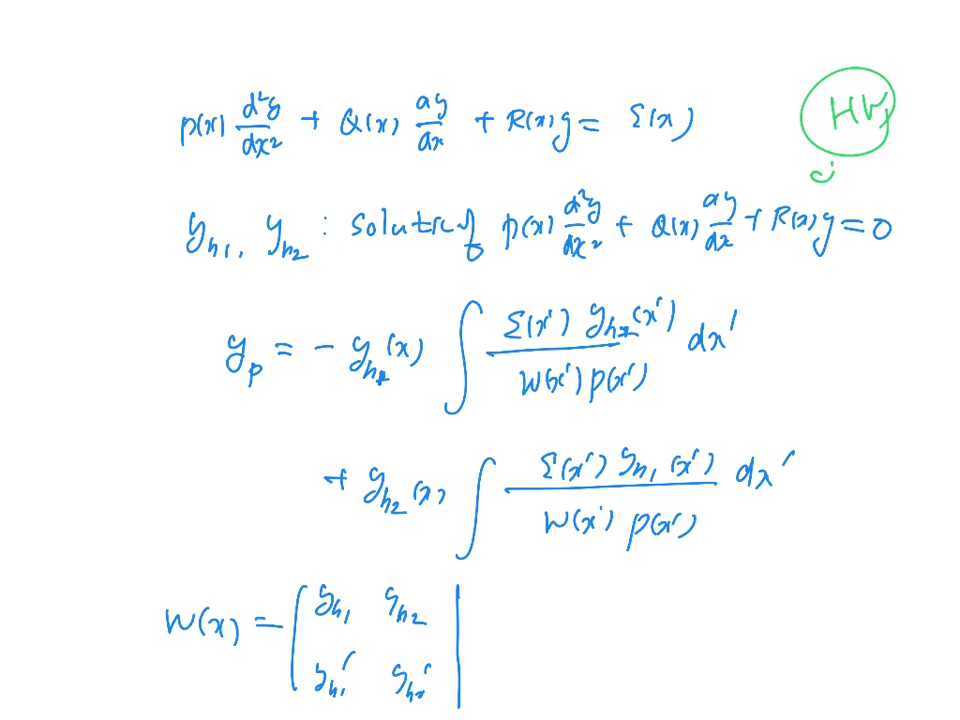 p(x) d²y/dx² + Q(x) dy/dx + R(x)y = Σ(x) HW
y_h1, y_h2 : solution of p(x) d²y/dx² + Q(x) dy/dx + R(x)y = 0
y_p = - y_h1(x) ∫ Σ(x') y_h2(x') / W(x') p(x') dx'
+ y_h2(x) ∫ Σ(x') y_h1(x') / W(x') p(x') dx'
W(x) = | y_h1 y_h2 |
| y_h1' y_h2' |